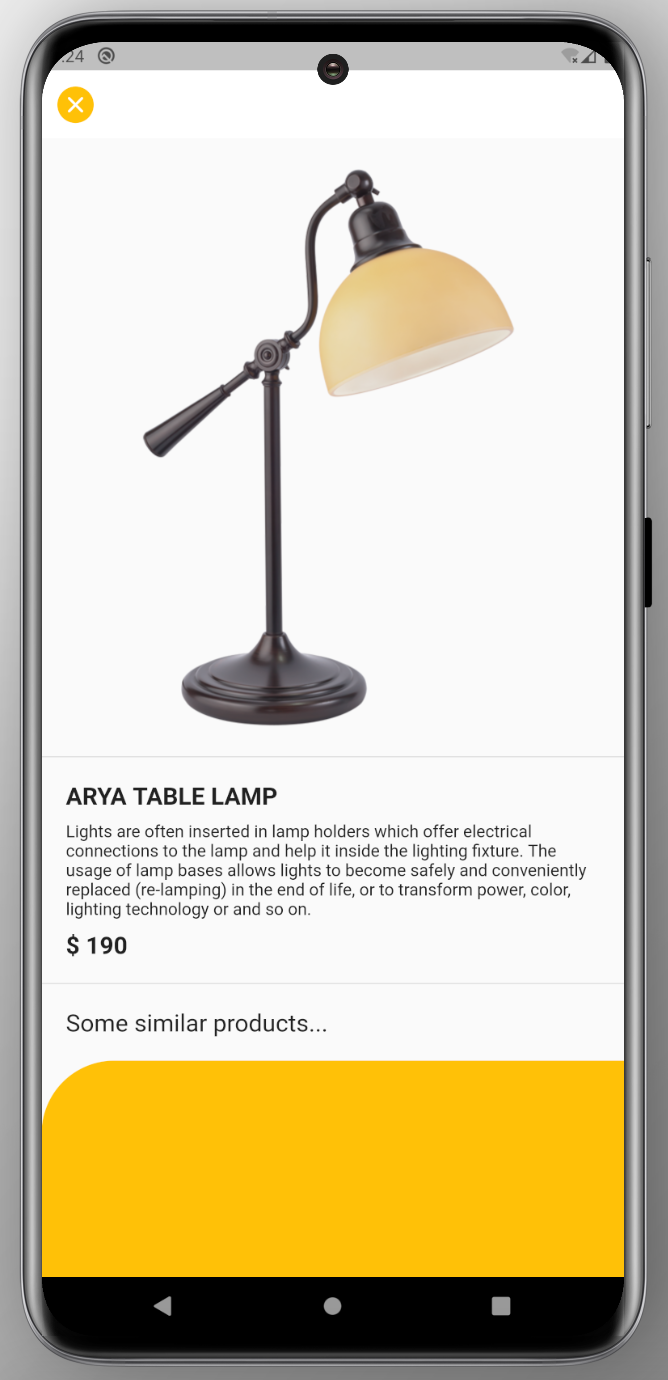 :24
ARYA TABLE LAMP
Lights are often inserted in lamp holders which offer electrical
connections to the lamp and help it inside the lighting fixture. The
usage of lamp bases allows lights to become safely and conveniently
replaced (re-lamping) in the end of life, or to transform power, color,
lighting technology or and so on.
$ 190
Some similar products...